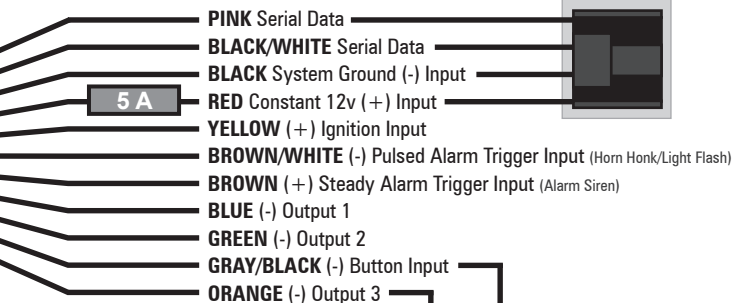 PINK Serial Data
BLACK/WHITE Serial Data
BLACK System Ground (-) Input
5 A RED Constant 12v (+) Input
YELLOW (+) Ignition Input
BROWN/WHITE (-) Pulsed Alarm Trigger Input (Horn Honk/Light Flash)
BROWN (+) Steady Alarm Trigger Input (Alarm Siren)
BLUE (-) Output 1
GREEN (-) Output 2
GRAY/BLACK (-) Button Input
ORANGE (-) Output 3